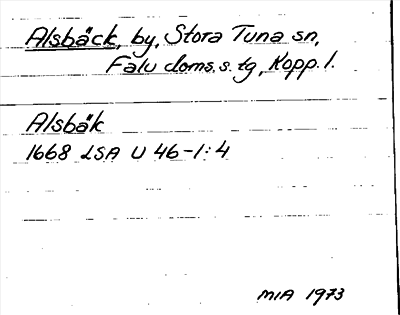 Alsbäck, by, Stora Tuna sn,
Falu doms.s. tg, Kopp. l.
Alsbäk
1668 LSA U 46-1:4
MIA 1973